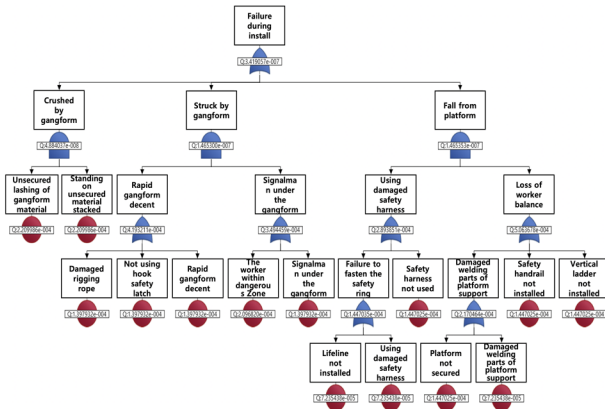 Failure
during
install
Q:3.419057e-007
Crushed
by
gangform
Struck by
gangform
Fall from
platform
Q:4.884037e-008
Q:1.465300e-007
Q:1.465353e-007
Unsecured
lashing of
gangform
material
Standing
on
unsecured
material
stacked
Rapid
gangform
decent
Signalma
n under
the
gangform
Using
damaged
safety
harness
Loss of
worker
balance
Q:2.209986e-004
Q:2.209986e-004
Q:4.193211e-004
Q:3.494459e-004
Q:2.893851e-004
Q:5.063678e-004
Damaged
rigging
rope
Not using
hook
safety
latch
Rapid
gangform
decent
The
worker
within
dangerou
s Zone
Signalma
n under
the
gangform
Failure to
fasten the
safety
ring
Safety
harness
not used
Damaged
welding
parts of
platform
support
Safety
handrail
not
installed
Vertical
ladder
not
installed
Q:1.397932e-004
Q:1.397932e-004
Q:1.397932e-004
Q:2.096820e-004
Q:1.397932e-004
Q:1.447035e-004
Q:1.447025e-004
Q:2.170464e-004
Q:1.447025e-004
Q:1.447025e-004
Lifeline
not
installed
Using
damaged
safety
harness
Platform
not
secured
Damaged
welding
parts of
platform
support
Q:7.235438e-005
Q:7.235438e-005
Q:1.447025e-004
Q:7.235438e-005